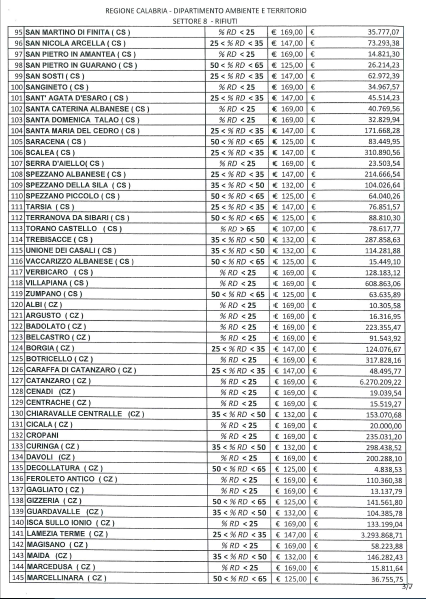 REGIONE CALABRIA - DIPARTIMENTO AMBIENTE E TERRITORIO
SETTORE 8 - RIFIUTI
95 SAN MARTINO DI FINITA ( CS ) % RD < 25 € 169,00 € 35.777,07
96 SAN NICOLA ARCELLA ( CS ) 25 < % RD < 35 € 147,00 € 73.293,38
97 SAN PIETRO IN AMANTEA ( CS ) % RD < 25 € 169,00 € 14.821,30
98 SAN PIETRO IN GUARANO ( CS ) 50 < % RD < 65 € 125,00 € 26.214,23
99 SAN SOSTI ( CS ) 25 < % RD < 35 € 147,00 € 62.972,39
100 SANGINETO ( CS ) % RD < 25 € 169,00 € 34.967,57
101 SANT' AGATA D'ESARO ( CS ) 25 < % RD < 35 € 147,00 € 45.514,23
102 SANTA CATERINA ALBANESE ( CS ) % RD < 25 € 169,00 € 40.769,56
103 SANTA DOMENICA TALAO ( CS ) % RD < 25 € 169,00 € 32.829,94
104 SANTA MARIA DEL CEDRO ( CS ) 25 < % RD < 35 € 147,00 € 171.668,28
105 SARACENA ( CS ) 50 < % RD < 65 € 125,00 € 83.449,95
106 SCALEA ( CS ) 25 < % RD < 35 € 147,00 € 310.890,56
107 SERRA D'AIELLO( CS ) % RD < 25 € 169,00 € 23.503,54
108 SPEZZANO ALBANESE ( CS ) 25 < % RD < 35 € 147,00 € 214.666,54
109 SPEZZANO DELLA SILA ( CS ) 35 < % RD < 50 € 132,00 € 104.026,64
110 SPEZZANO PICCOLO ( CS ) 50 < % RD < 65 € 125,00 € 64.040,26
111 TARSIA ( CS ) 25 < % RD < 35 € 147,00 € 76.851,57
112 TERRANOVA DA SIBARI ( CS ) 50 < % RD < 65 € 125,00 € 88.810,30
113 TORANO CASTELLO ( CS ) % RD > 65 € 107,00 € 78.617,77
114 TREBISACCE ( CS ) 35 < % RD < 50 € 132,00 € 287.858,63
115 UNIONE DEI CASALI ( CS ) 35 < % RD < 50 € 132,00 € 114.281,88
116 VACCARIZZO ALBANESE ( CS ) 50 < % RD < 65 € 125,00 € 15.449,10
117 VERBICARO ( CS ) % RD < 25 € 169,00 € 128.183,12
118 VILLAPIANA ( CS ) % RD < 25 € 169,00 € 608.863,06
119 ZUMPANO ( CS ) 50 < % RD < 65 € 125,00 € 63.635,89
120 ALBI ( CZ ) % RD < 25 € 169,00 € 10.305,58
121 ARGUSTO ( CZ ) % RD < 25 € 169,00 € 16.316,95
122 BADOLATO ( CZ ) % RD < 25 € 169,00 € 223.355,47
123 BELCASTRO ( CZ ) % RD < 25 € 169,00 € 91.543,92
124 BORGIA ( CZ ) 25 < % RD < 35 € 147,00 € 124.076,67
125 BOTRICELLO ( CZ ) % RD < 25 € 169,00 € 317.828,16
126 CARAFFA DI CATANZARO ( CZ ) 25 < % RD < 35 € 147,00 € 48.495,77
127 CATANZARO ( CZ ) % RD < 25 € 169,00 € 6.270.209,22
128 CENADI ( CZ ) % RD < 25 € 169,00 € 19.039,54
129 CENTRACHE ( CZ ) % RD < 25 € 169,00 € 15.519,27
130 CHIARAVALLE CENTRALLE ( CZ ) 35 < % RD < 50 € 132,00 € 153.070,68
131 CICALA ( CZ ) % RD < 25 € 169,00 € 20.000,00
132 CROPANI % RD < 25 € 169,00 € 235.031,20
133 CURINGA ( CZ ) 35 < % RD < 50 € 132,00 € 298.438,52
134 DAVOLI ( CZ ) % RD < 25 € 169,00 € 200.288,10
135 DECOLLATURA ( CZ ) 50 < % RD < 65 € 125,00 € 4.838,53
136 FEROLETO ANTICO ( CZ ) % RD < 25 € 169,00 € 110.360,38
137 GAGLIATO ( CZ ) % RD < 25 € 169,00 € 13.137,79
138 GIZZERIA ( CZ ) 50 < % RD < 65 € 125,00 € 141.561,80
139 GUARDAVALLE ( CZ ) 35 < % RD < 50 € 132,00 € 104.385,78
140 ISCA SULLO IONIO ( CZ ) % RD < 25 € 169,00 € 133.199,04
141 LAMEZIA TERME ( CZ ) 25 < % RD < 35 € 147,00 € 3.293.868,71
142 MAGISANO ( CZ ) % RD < 25 € 169,00 € 58.223,88
143 MAIDA ( CZ ) 35 < % RD < 50 € 132,00 € 146.282,43
144 MARCEDUSA ( CZ ) % RD < 25 € 169,00 € 15.811,64
145 MARCELLINARA ( CZ ) 50 < % RD < 65 € 125,00 € 36.755,75
3/7